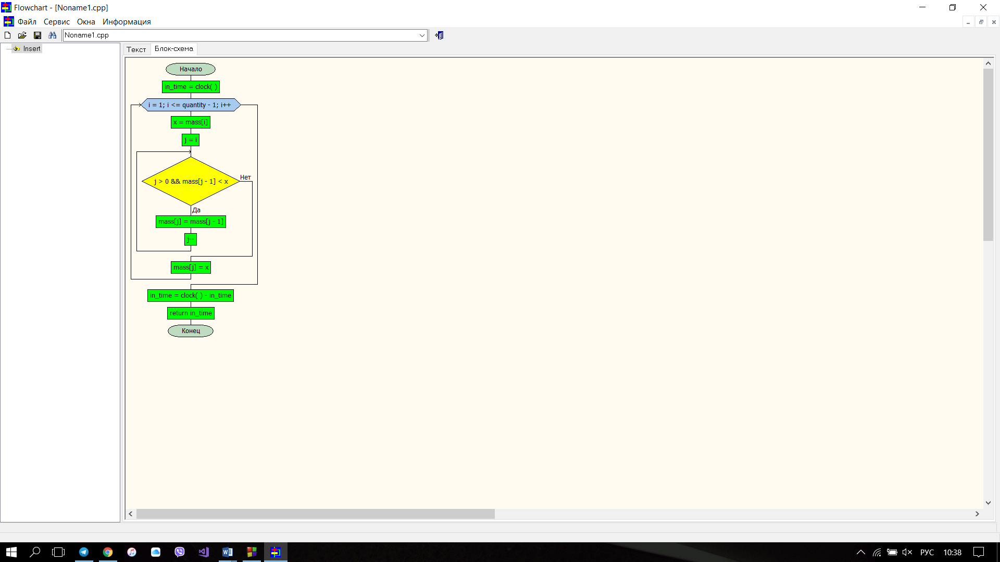 Flowchart - [Noname1.cpp]
Файл Сервис Окна Информация
Noname1.cpp
Insert
Текст Блок-схема
Начало
in_time = clock( )
i = 1; i <= quantity - 1; i++
x = mass[i]
j = i
j > 0 && mass[j - 1] < x
Нет
Да
mass[j] = mass[j - 1]
j--
mass[j] = x
in_time = clock( ) - in_time
return in_time
Конец
РУС 10:38